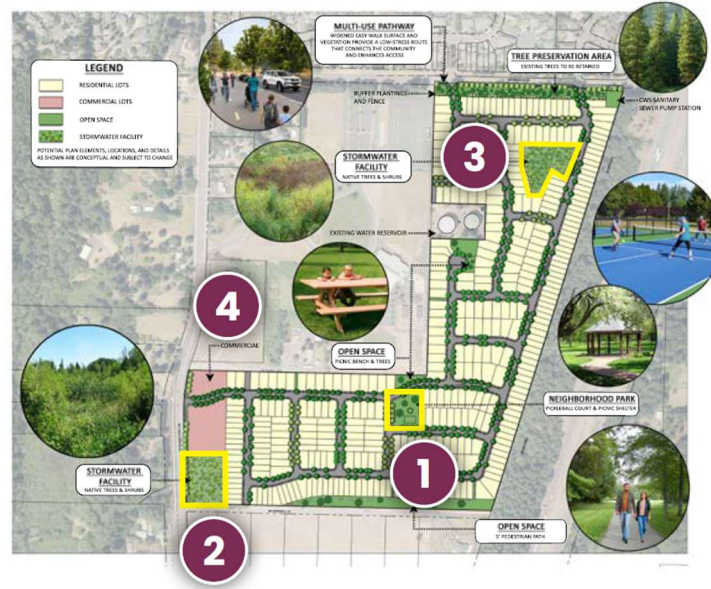 MULTI-USE PATHWAY
WIDENED EASY WALK SURFACE AND
VEGETATION PROVIDE A LOW-STRESS ROUTE
THAT CONNECTS THE COMMUNITY
AND ENHANCES ACCESS
TREE PRESERVATION AREA
EXISTING TREES TO BE RETAINED
LEGEND
RESIDENTIAL LOTS
COMMERCIAL LOTS
OPEN SPACE
STORMWATER FACILITY
POTENTIAL PLAN ELEMENTS, LOCATIONS, AND DETAILS
AS SHOWN ARE CONCEPTUAL AND SUBJECT TO CHANGE
BUFFER PLANTINGS
AND FENCE
CWS SANITARY
SEWER PUMP STATION
STORMWATER
FACILITY
NATIVE TREES & SHRUBS
3
EXISTING WATER RESERVOIR
4
COMMERCIAL
OPEN SPACE
PICNIC BENCH & TREES
NEIGHBORHOOD PARK
PICKLEBALL COURT & PICNIC SHELTER
1
STORMWATER
FACILITY
NATIVE TREES & SHRUBS
2
OPEN SPACE
5' PEDESTRIAN PATH